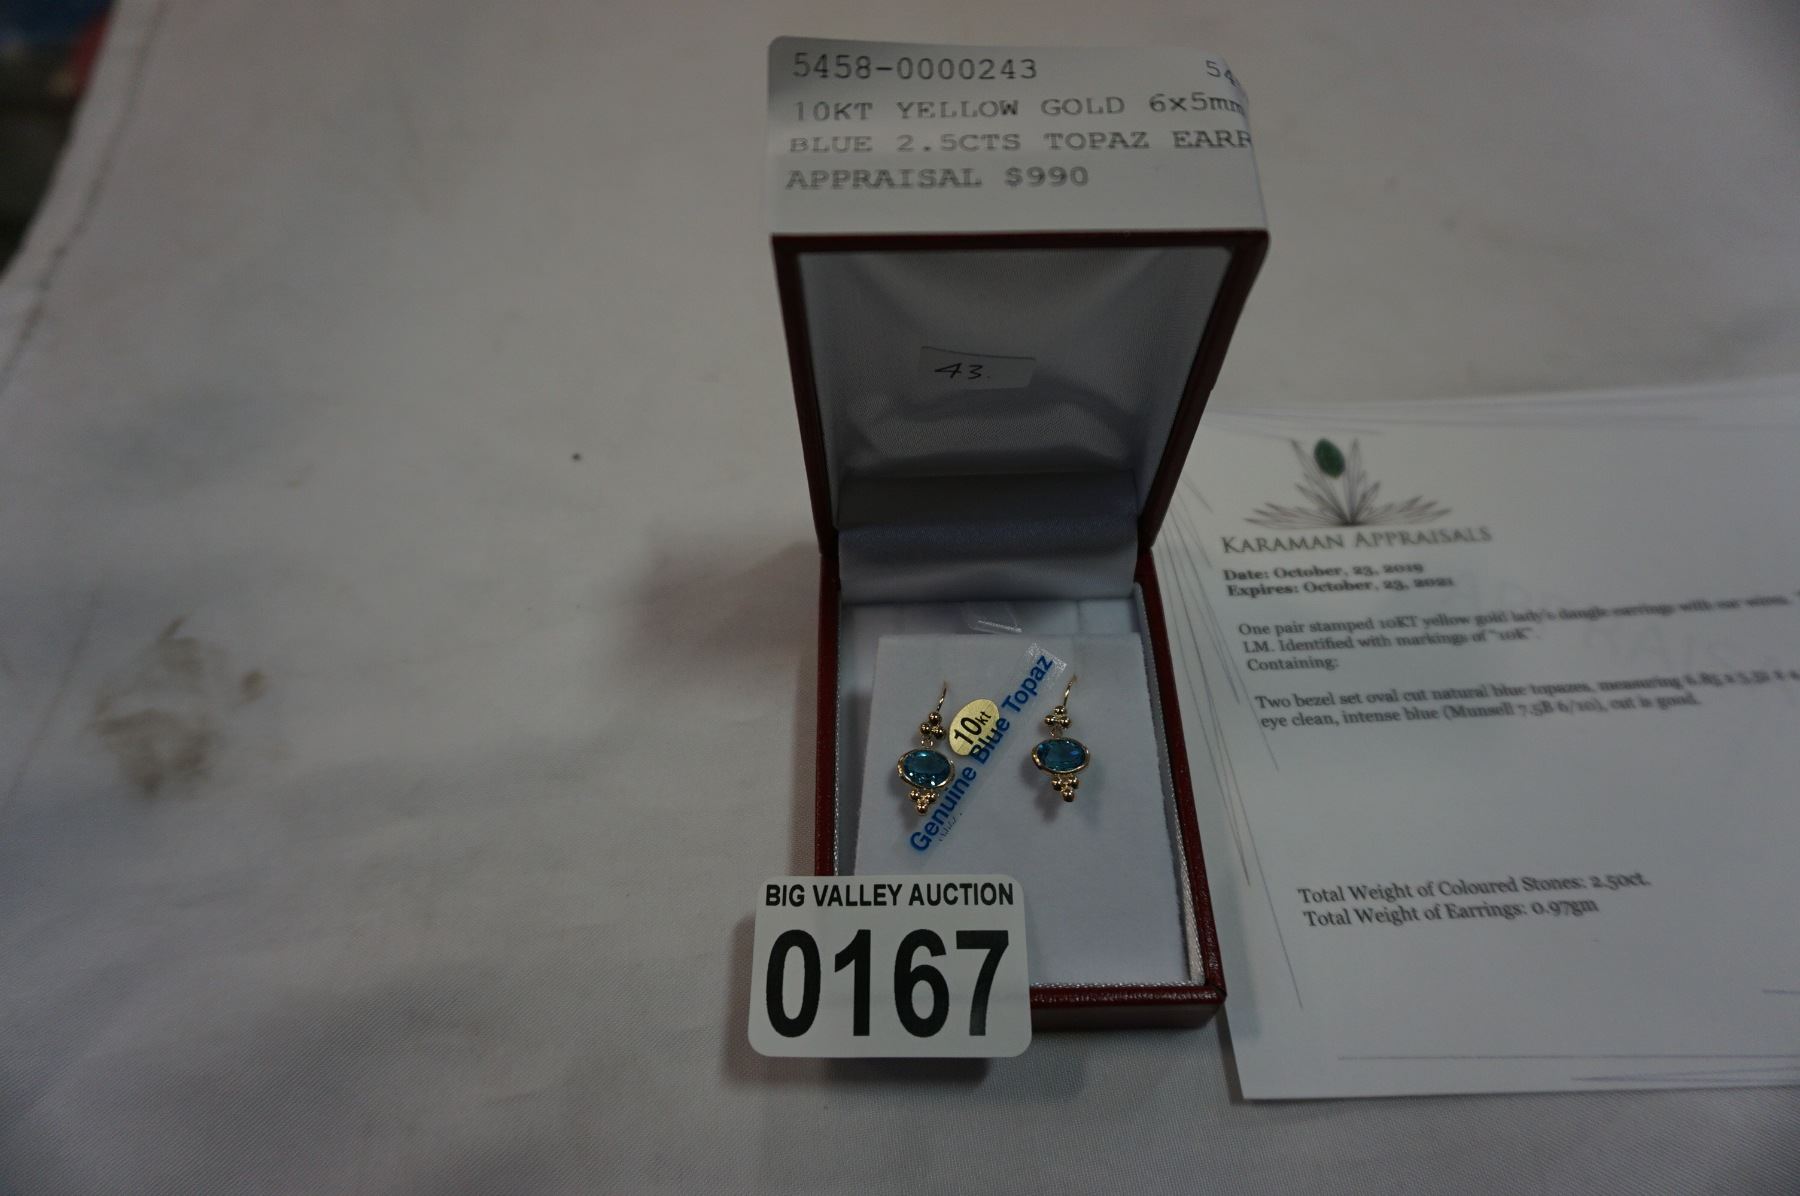 5458-0000243
10KT YELLOW GOLD 6x5mm
BLUE 2.5CTS TOPAZ EARR
APPRAISAL $990
43.
10kt
Genuine Blue Topaz
BIG VALLEY AUCTION
0167
KARAMAN APPRAISALS
Date: October, 23, 2019
Expires: October, 23, 2021
One pair stamped 10KT yellow gold lady's dangle earrings with ear wires.
I.M. Identified with markings of "10K".
Containing:
Two bezel set oval cut natural blue topazes, measuring 6.85 x 5.32 x
eye clean, intense blue (Munsell 7.5B 6/10), cut is good.
Total Weight of Coloured Stones: 2.50ct.
Total Weight of Earrings: 0.97gm